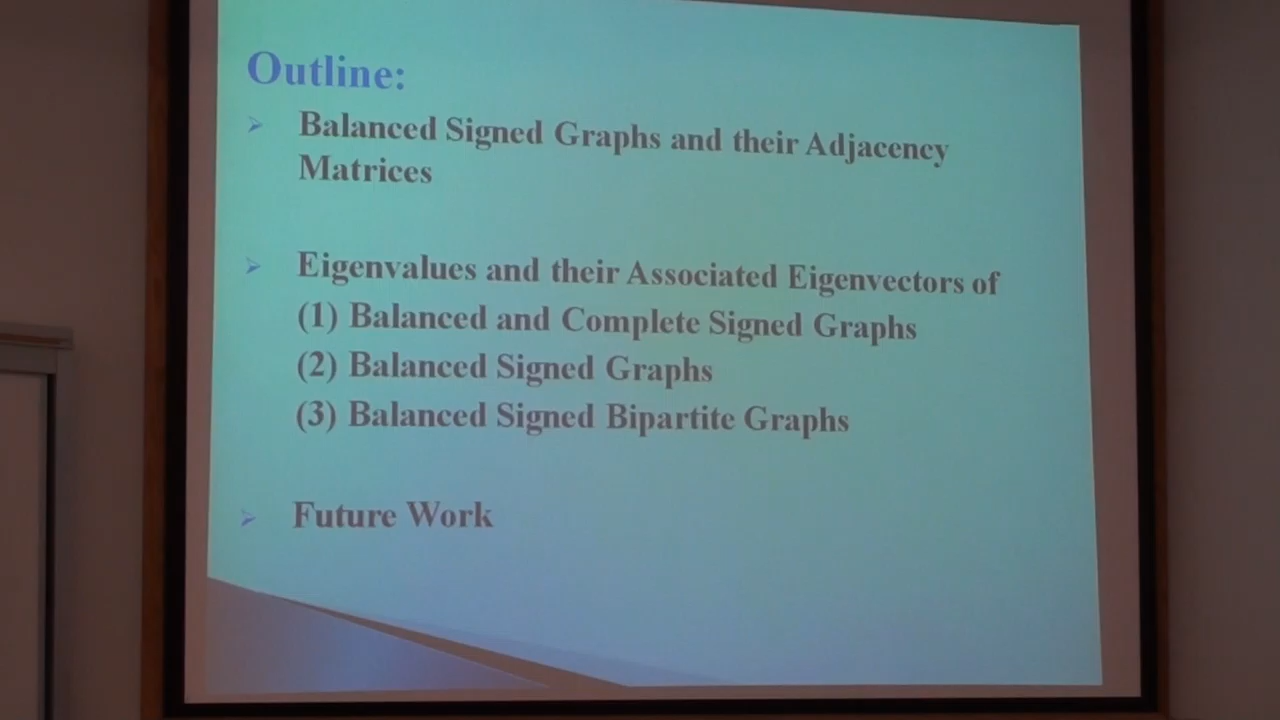 Outline:
Balanced Signed Graphs and their Adjacency
Matrices
Eigenvalues and their Associated Eigenvectors of
(1) Balanced and Complete Signed Graphs
(2) Balanced Signed Graphs
(3) Balanced Signed Bipartite Graphs
Future Work